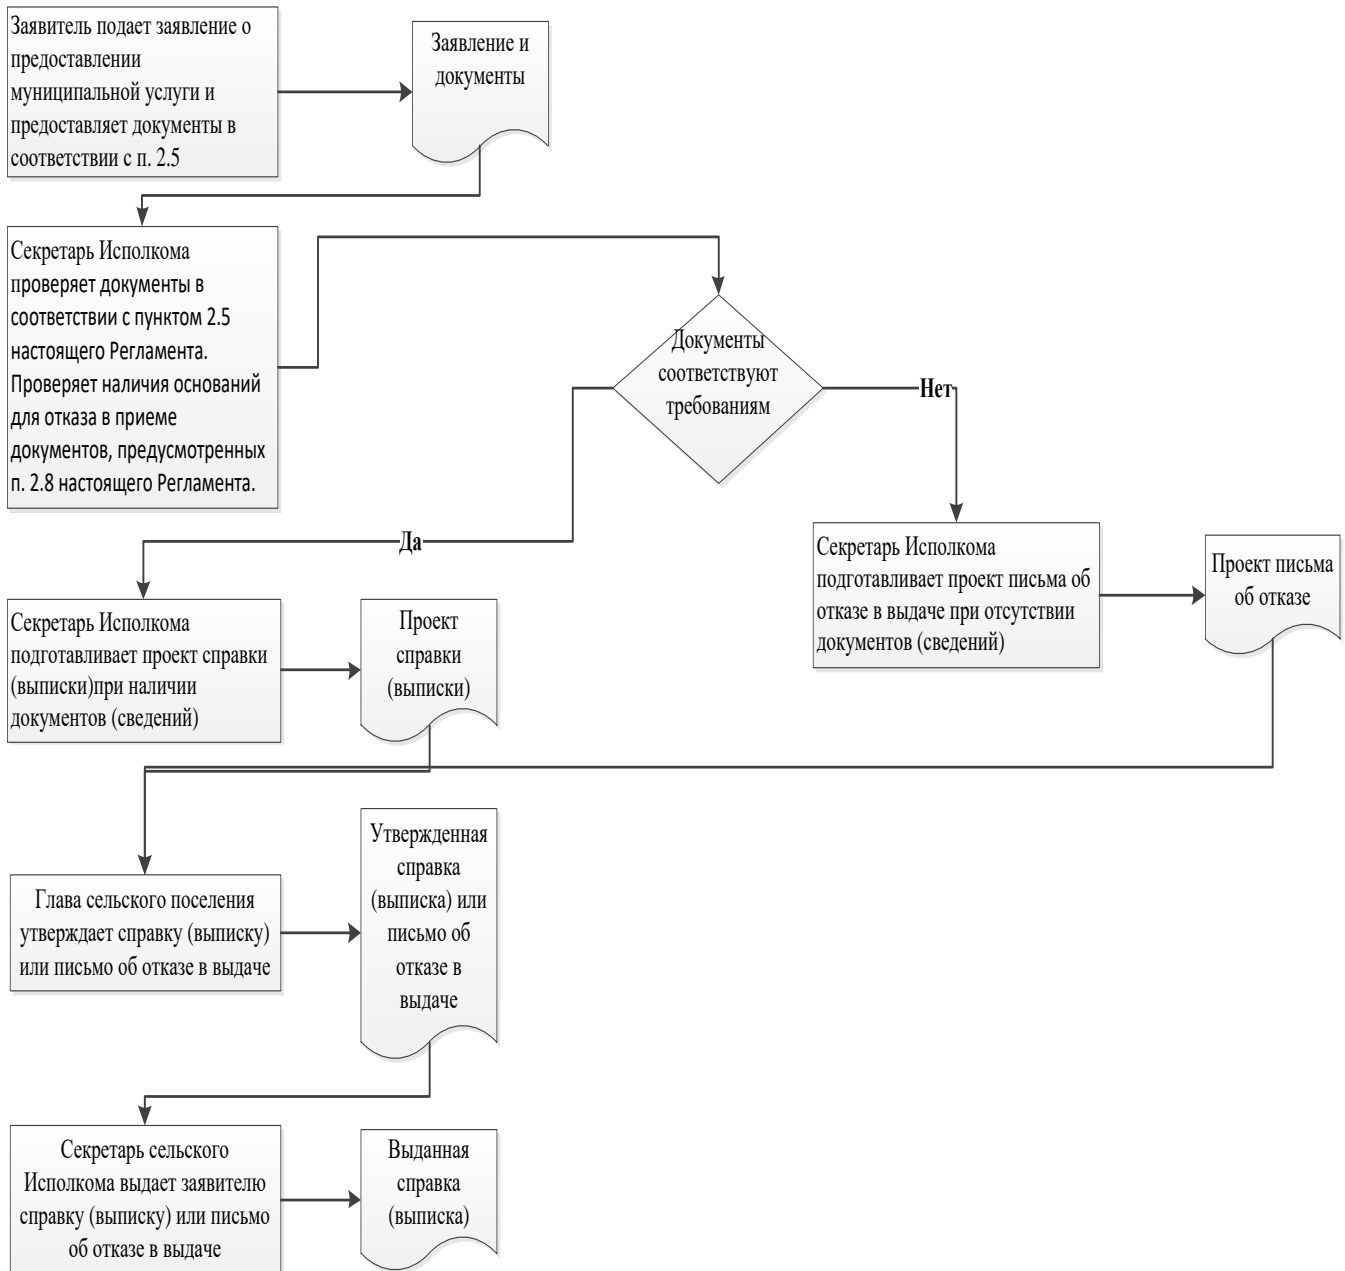 Заявитель подает заявление о
предоставлении
муниципальной услуги и
предоставляет документы в
соответствии с п. 2.5
Заявление и
документы
Секретарь Исполкома
проверяет документы в
соответствии с пунктом 2.5
настоящего Регламента.
Проверяет наличия оснований
для отказа в приеме
документов, предусмотренных
п. 2.8 настоящего Регламента.
Документы
соответствуют
требованиям
Нет
Да
Секретарь Исполкома
подготавливает проект письма об
отказе в выдаче при отсутствии
документов (сведений)
Проект письма
об отказе
Секретарь Исполкома
подготавливает проект справки
(выписки)при наличии
документов (сведений)
Проект
справки
(выписки)
Глава сельского поселения
утверждает справку (выписку)
или письмо об отказе в выдаче
Утвержденная
справка
(выписка) или
письмо об
отказе в
выдаче
Секретарь сельского
Исполкома выдает заявителю
справку (выписку) или письмо
об отказе в выдаче
Выданная
справка
(выписка)